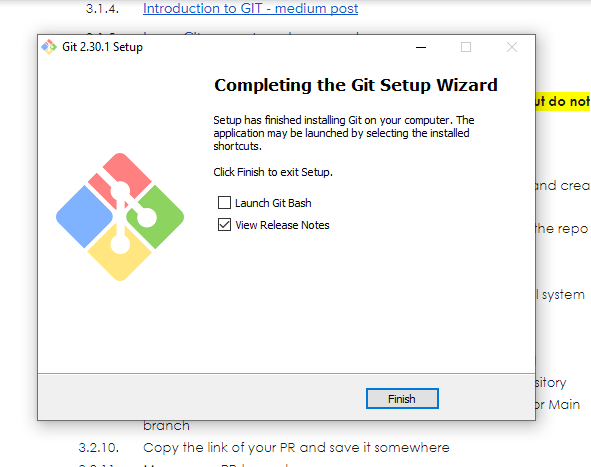 3.1.4. Introduction to GIT - medium post
Git 2.30.1 Setup
Completing the Git Setup Wizard
ut do not
Setup has finished installing Git on your computer. The
application may be launched by selecting the installed
shortcuts.
Click Finish to exit Setup.
and crea
Launch Git Bash
View Release Notes
the repo
l system
sitory
Finish
or Main
branch
3.2.10. Copy the link of your PR and save it somewhere